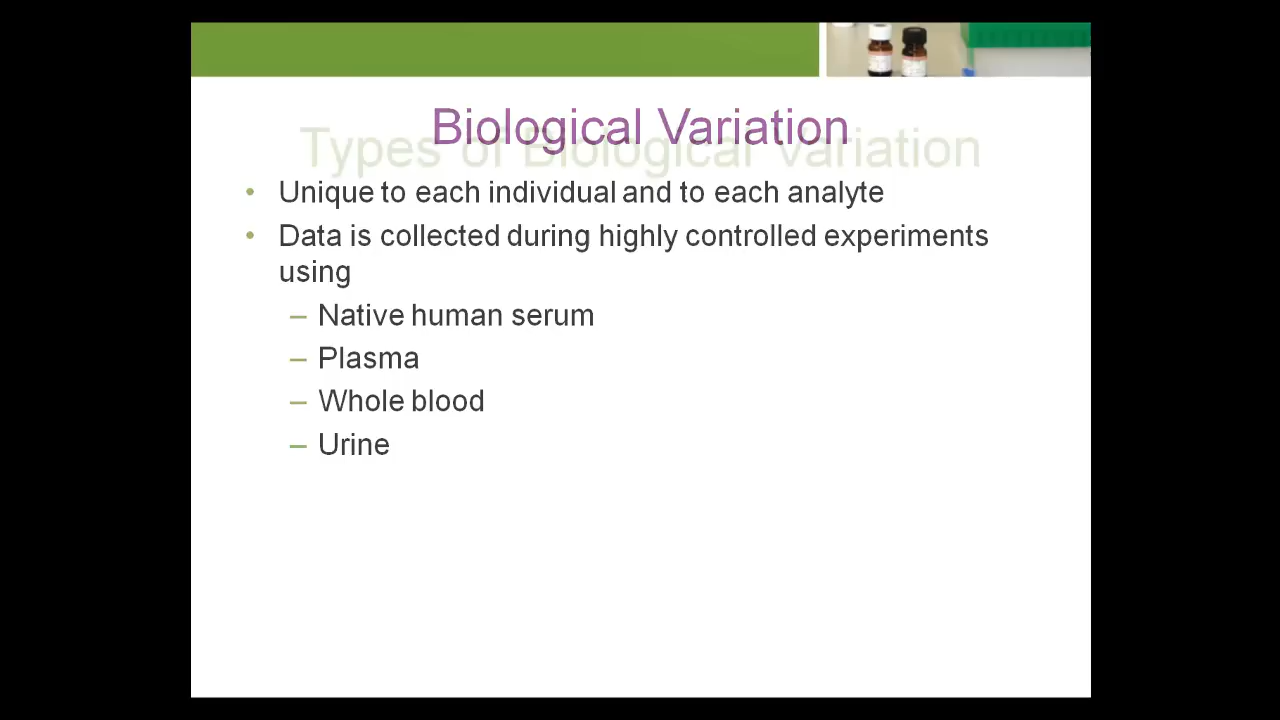 Biological Variation
Types of Biological Variation
• Unique to each individual and to each analyte
• Data is collected during highly controlled experiments
using
– Native human serum
– Plasma
– Whole blood
– Urine